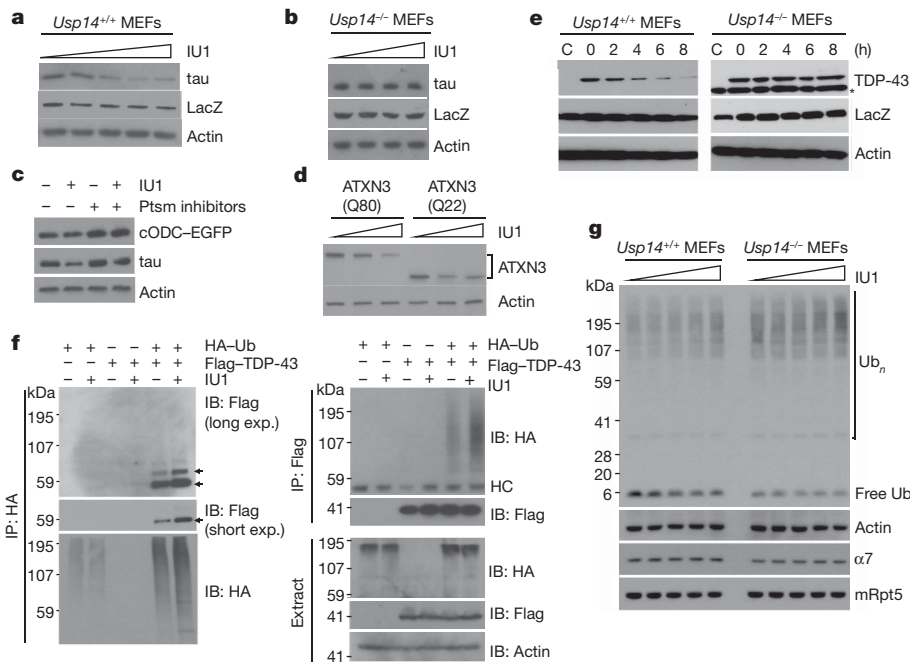 a
Usp14+/+ MEFs
IU1
tau
LacZ
Actin
b
Usp14–/– MEFs
IU1
tau
LacZ
Actin
c
– + – + IU1
– – + + Ptsm inhibitors
cODC–EGFP
tau
Actin
d
ATXN3 (Q80)
ATXN3 (Q22)
IU1
ATXN3
Actin
e
Usp14+/+ MEFs
Usp14–/– MEFs
C 0 2 4 6 8
C 0 2 4 6 8 (h)
TDP-43
*
LacZ
Actin
f
+ + – – + + HA–Ub
– – + + + + Flag–TDP-43
– + – + – + IU1
kDa
IP: HA
195
107
59
IB: Flag
(long exp.)
59
IB: Flag
(short exp.)
195
107
59
IB: HA
+ + – – + + HA–Ub
– – + + + + Flag–TDP-43
– + – + – + IU1
kDa
IP: Flag
195
107
59
IB: HA
HC
41
IB: Flag
Extract
195
107
59
IB: HA
41
IB: Flag
41
IB: Actin
g
Usp14+/+ MEFs
Usp14–/– MEFs
IU1
kDa
195
107
59
41
28
20
6
Ubn
Free Ub
Actin
α7
mRpt5